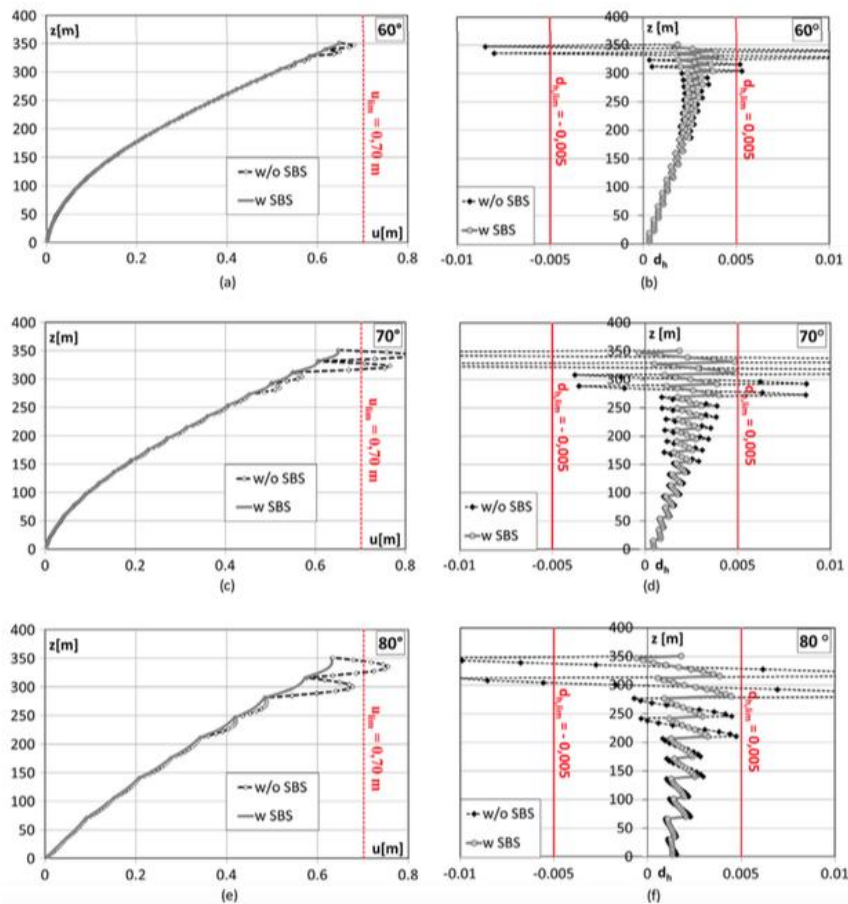 400
z[m]
60°
350
300
250
200
150
100
50
0
u_lim = 0,70 m
w/o SBS
w SBS
u[m]
0 0.2 0.4 0.6 0.8
(a)
400
z [m]
60°
350
300
250
200
150
100
50
0
d_h,lim = - 0,005
d_h,lim = 0,005
w/o SBS
w SBS
-0.01 -0.005 0 d_h 0.005 0.01
(b)
400
z[m]
70°
350
300
250
200
150
100
50
0
u_lim = 0,70 m
w/o SBS
w SBS
u[m]
0 0.2 0.4 0.6 0.8
(c)
400
z [m]
70°
350
300
250
200
150
100
50
0
d_h,lim = - 0,005
d_h,lim = 0,005
w/o SBS
w SBS
-0.01 -0.005 0 d_h 0.005 0.01
(d)
400
z[m]
80°
350
300
250
200
150
100
50
0
u_lim = 0,70 m
w/o SBS
w SBS
u[m]
0 0.2 0.4 0.6 0.8
(e)
400
z [m]
80 °
350
300
250
200
150
100
50
0
d_h,lim = - 0,005
d_h,lim = 0,005
w/o SBS
w SBS
-0.01 -0.005 0 d_h 0.005 0.01
(f)